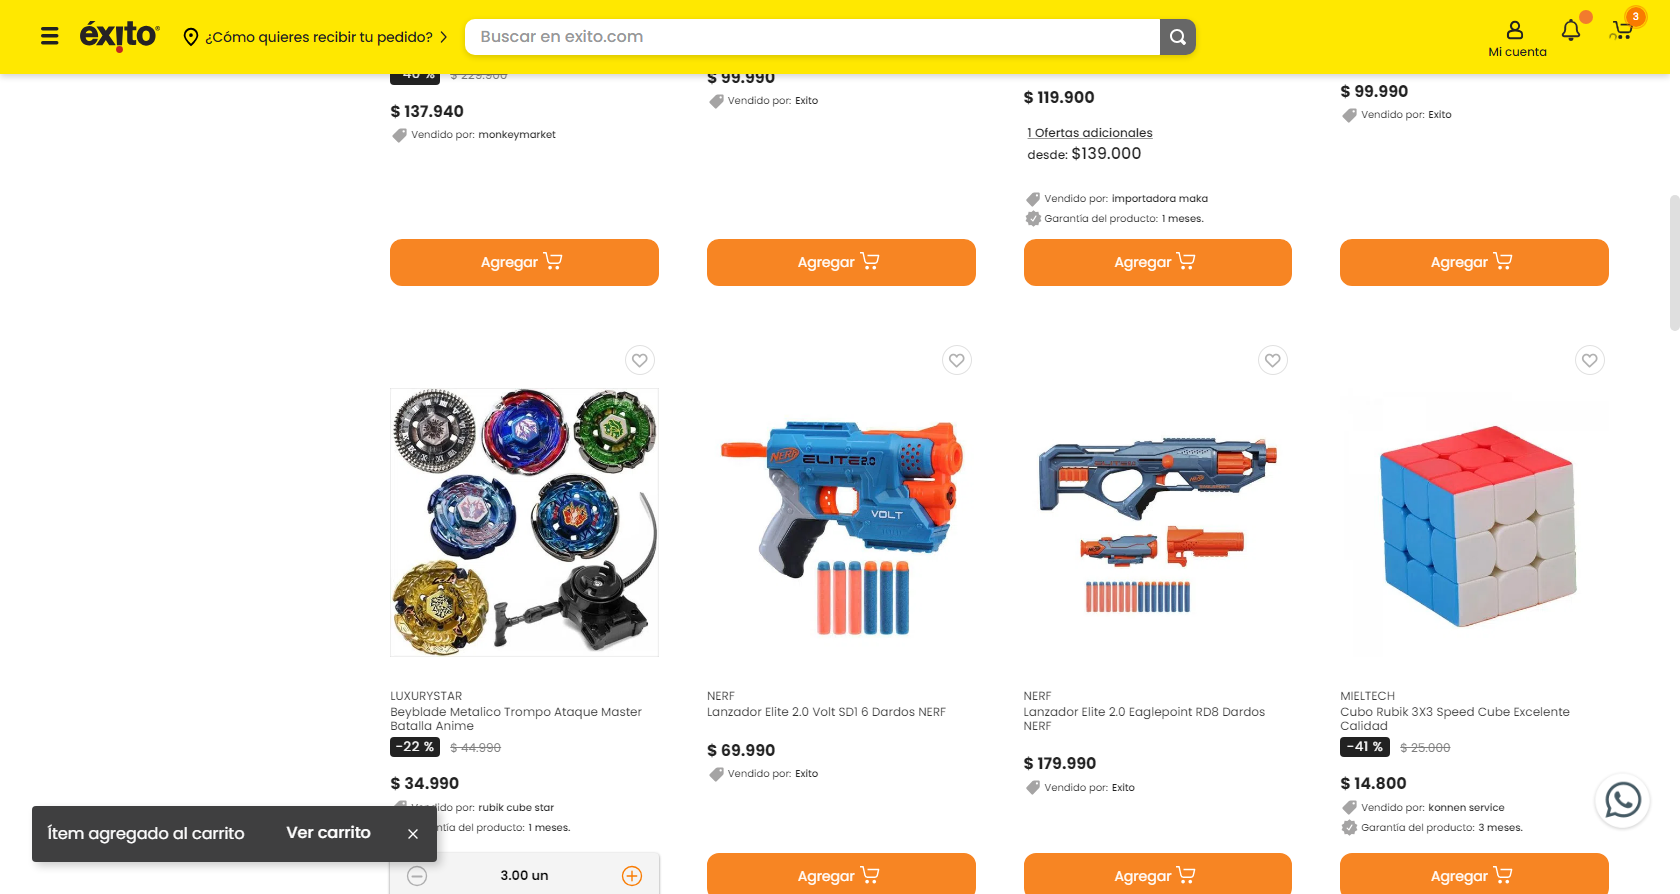 éxito
¿Cómo quieres recibir tu pedido?
Buscar en exito.com
Mi cuenta
3
-40 % $ 229.900
$ 137.940
Vendido por: monkeymarket
$ 99.990
Vendido por: Exito
$ 119.900
1 Ofertas adicionales
desde: $139.000
Vendido por: importadora maka
Garantía del producto: 1 meses.
$ 99.990
Vendido por: Exito
Agregar
Agregar
Agregar
Agregar
NERF ELITE 2.0
VOLT
LUXURYSTAR
Beyblade Metalico Trompo Ataque Master
Batalla Anime
-22 % $ 44.990
$ 34.990
Vendido por: rubik cube star
ntía del producto: 1 meses.
3.00 un
NERF
Lanzador Elite 2.0 Volt SD1 6 Dardos NERF
$ 69.990
Vendido por: Exito
Agregar
NERF
Lanzador Elite 2.0 Eaglepoint RD8 Dardos
NERF
$ 179.990
Vendido por: Exito
Agregar
MIELTECH
Cubo Rubik 3X3 Speed Cube Excelente
Calidad
-41 % $ 25.000
$ 14.800
Vendido por: konnen service
Garantía del producto: 3 meses.
Agregar
Ítem agregado al carrito Ver carrito